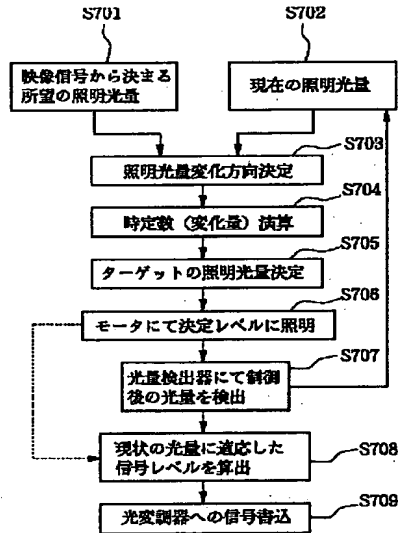 S701
S702
映像信号から決まる
所望の照明光量
現在の照明光量
S703
照明光量変化方向決定
S704
時定数（変化量）演算
S705
ターゲットの照明光量決定
S706
モータにて決定レベルに照明
S707
光量検出器にて制御
後の光量を検出
現状の光量に適応した
信号レベルを算出
S708
S709
光変調器への信号書込